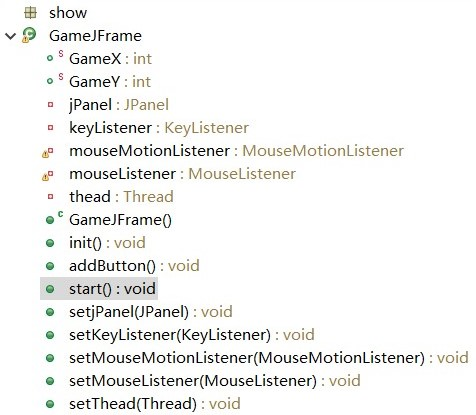 show
GameJFrame
S GameX : int
S GameY : int
jPanel : JPanel
keyListener : KeyListener
mouseMotionListener : MouseMotionListener
mouseListener : MouseListener
thead : Thread
C GameJFrame()
init() : void
addButton() : void
start() : void
setjPanel(JPanel) : void
setKeyListener(KeyListener) : void
setMouseMotionListener(MouseMotionListener) : void
setMouseListener(MouseListener) : void
setThead(Thread) : void